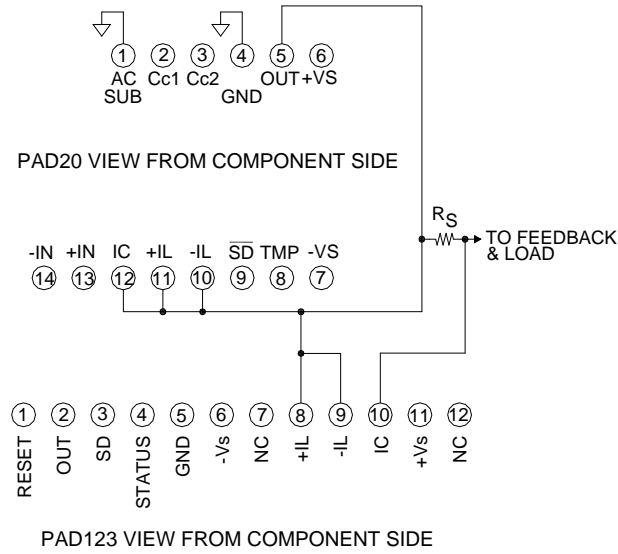 1 2 3 4 5 6
AC Cc1 Cc2 OUT +VS
SUB GND
PAD20 VIEW FROM COMPONENT SIDE
RS
TO FEEDBACK
& LOAD
-IN +IN IC +IL -IL SD TMP -VS
14 13 12 11 10 9 8 7
1 2 3 4 5 6 7 8 9 10 11 12
RESET OUT SD STATUS GND -Vs NC +IL -IL IC +Vs NC
PAD123 VIEW FROM COMPONENT SIDE